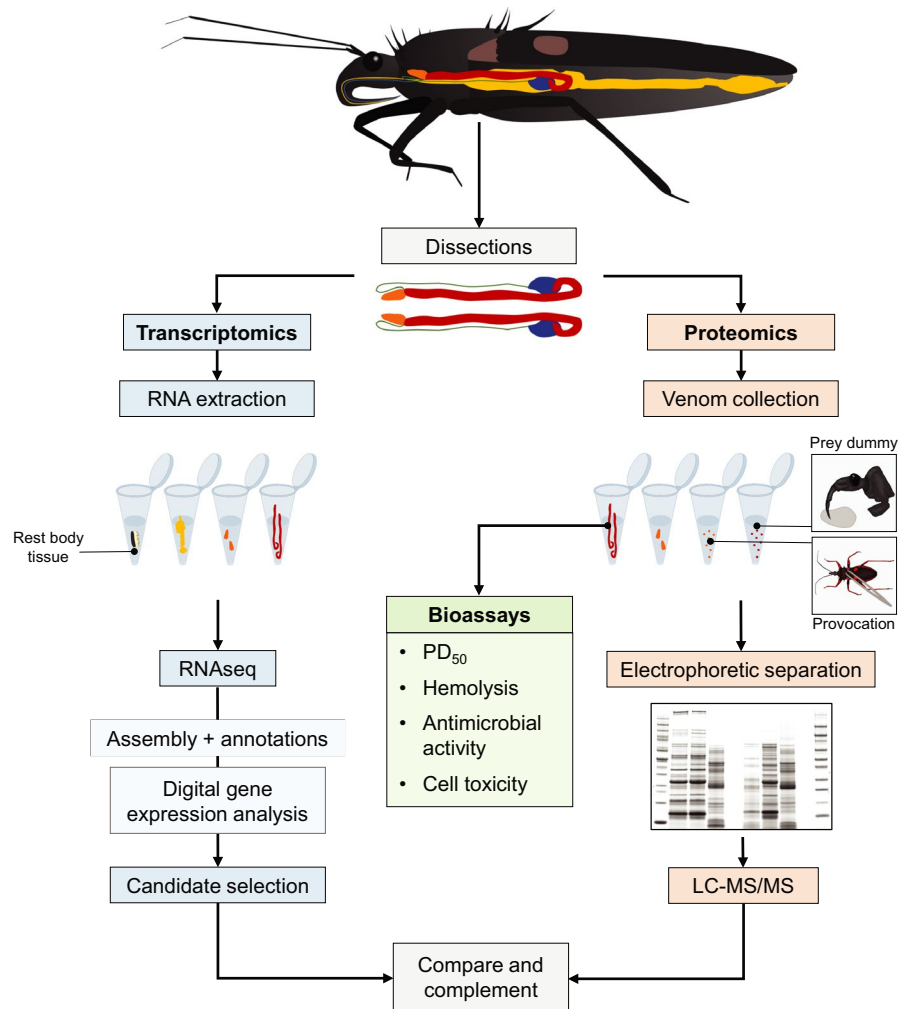 Dissections
Transcriptomics
Proteomics
RNA extraction
Venom collection
Prey dummy
Rest body
tissue
Provocation
Bioassays
• PD₅₀
• Hemolysis
• Antimicrobial
activity
• Cell toxicity
RNAseq
Electrophoretic separation
Assembly + annotations
Digital gene
expression analysis
Candidate selection
LC-MS/MS
Compare and
complement